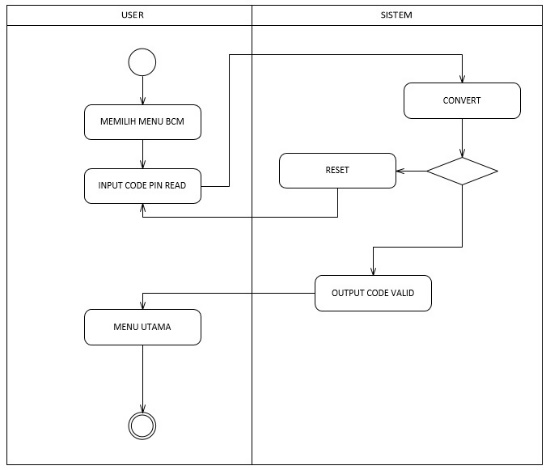 USER
SISTEM
MEMILIH MENU BCM
CONVERT
INPUT CODE PIN READ
RESET
OUTPUT CODE VALID
MENU UTAMA